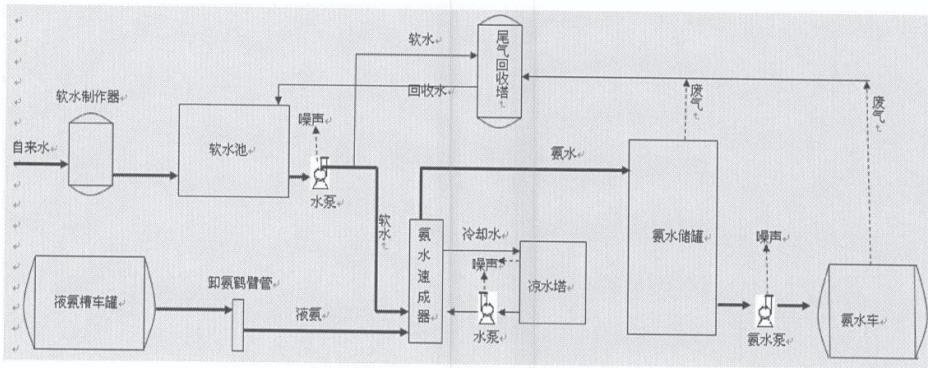 软水
尾气回收塔
软水制作器
回收水
废气
废气
噪声
自来水
软水池
氨水
水泵
软水
氨水速成器
冷却水
氨水储罐
噪声
噪声
卸氨鹤臂管
液氨槽车罐
凉水塔
液氨
水泵
氨水泵
氨水车